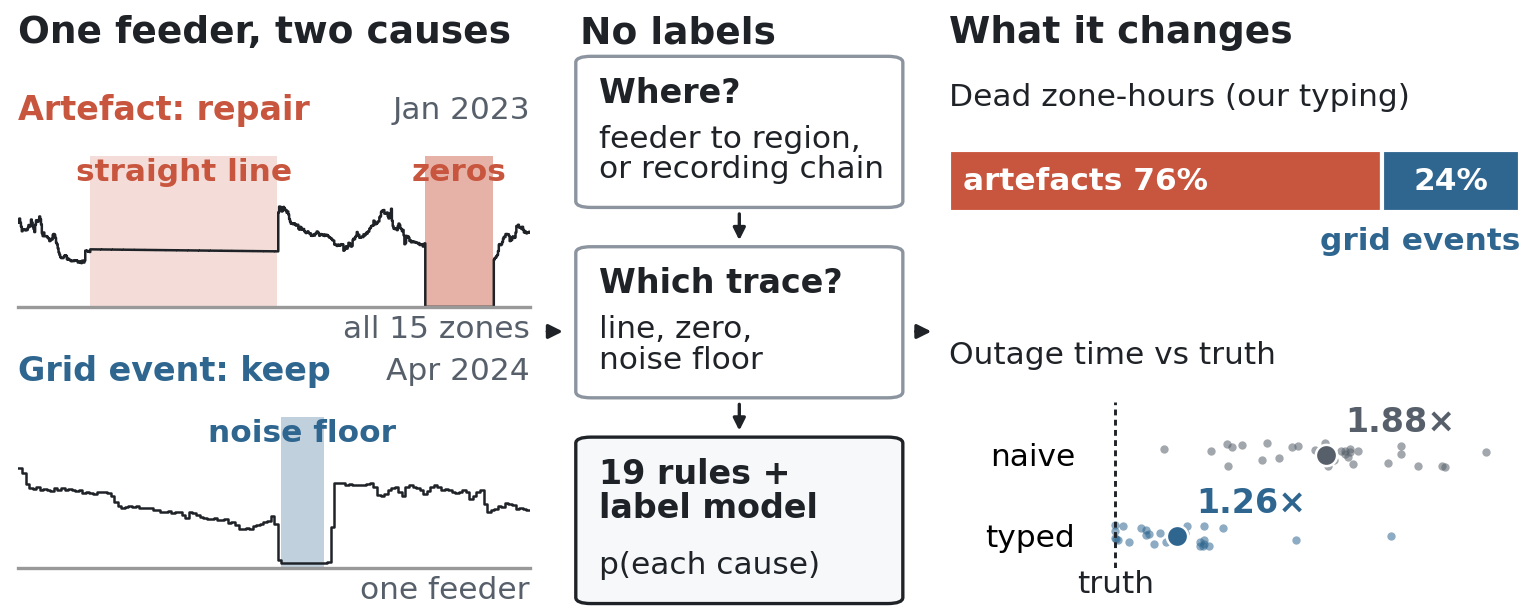 One feeder, two causes
Artefact: repair
Jan 2023
straight line
zeros
all 15 zones
Grid event: keep
Apr 2024
noise floor
one feeder
No labels
Where?
feeder to region,
or recording chain
Which trace?
line, zero,
noise floor
19 rules +
label model
p(each cause)
What it changes
Dead zone-hours (our typing)
artefacts 76%
24%
grid events
Outage time vs truth
1.88×
naive
1.26×
typed
truth